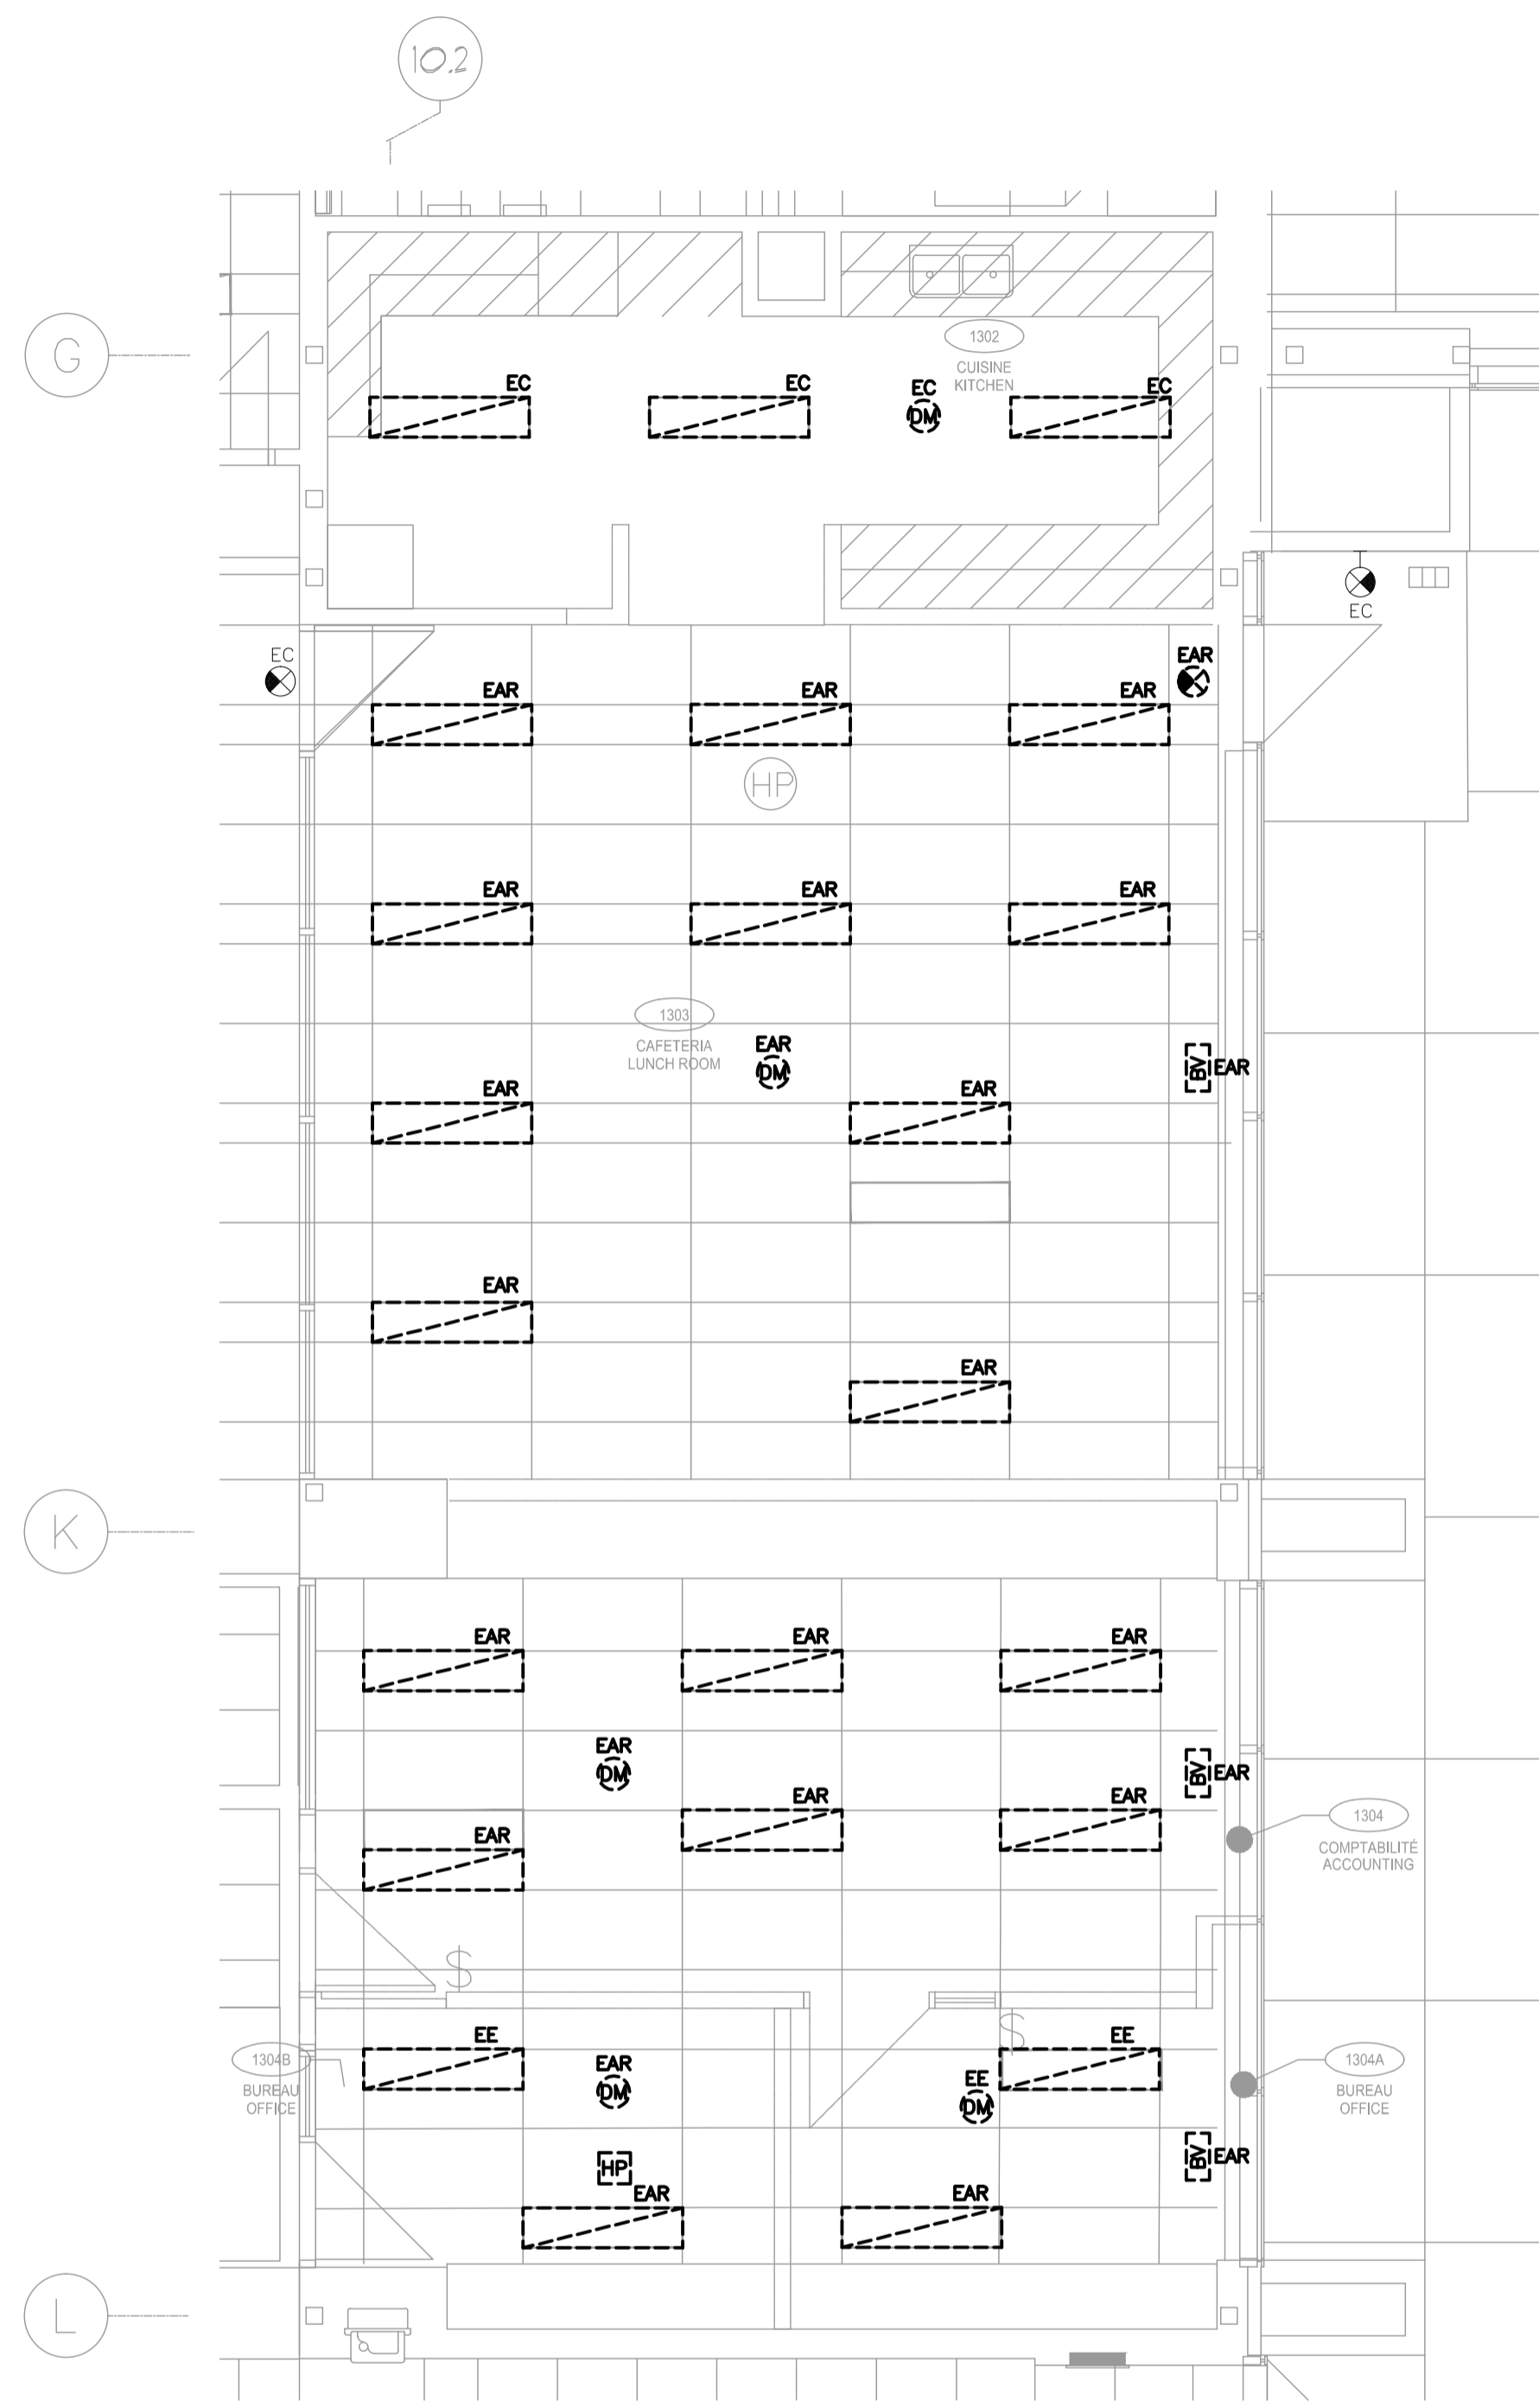 10.2
G
1302
CUISINE
KITCHEN
EC
EC
EC
DM
EC
EC
EC
EAR
EAR
EAR
EAR
HP
EAR
EAR
EAR
1303
CAFETERIA
LUNCH ROOM
EAR
DM
BV
EAR
EAR
EAR
EAR
EAR
K
EAR
EAR
EAR
EAR
DM
BV
EAR
EAR
EAR
EAR
1304
COMPTABILITÉ
ACCOUNTING
$
$
EE
EE
1304B
BUREAU
OFFICE
EAR
DM
EE
DM
1304A
BUREAU
OFFICE
HP
BV
EAR
EAR
EAR
L